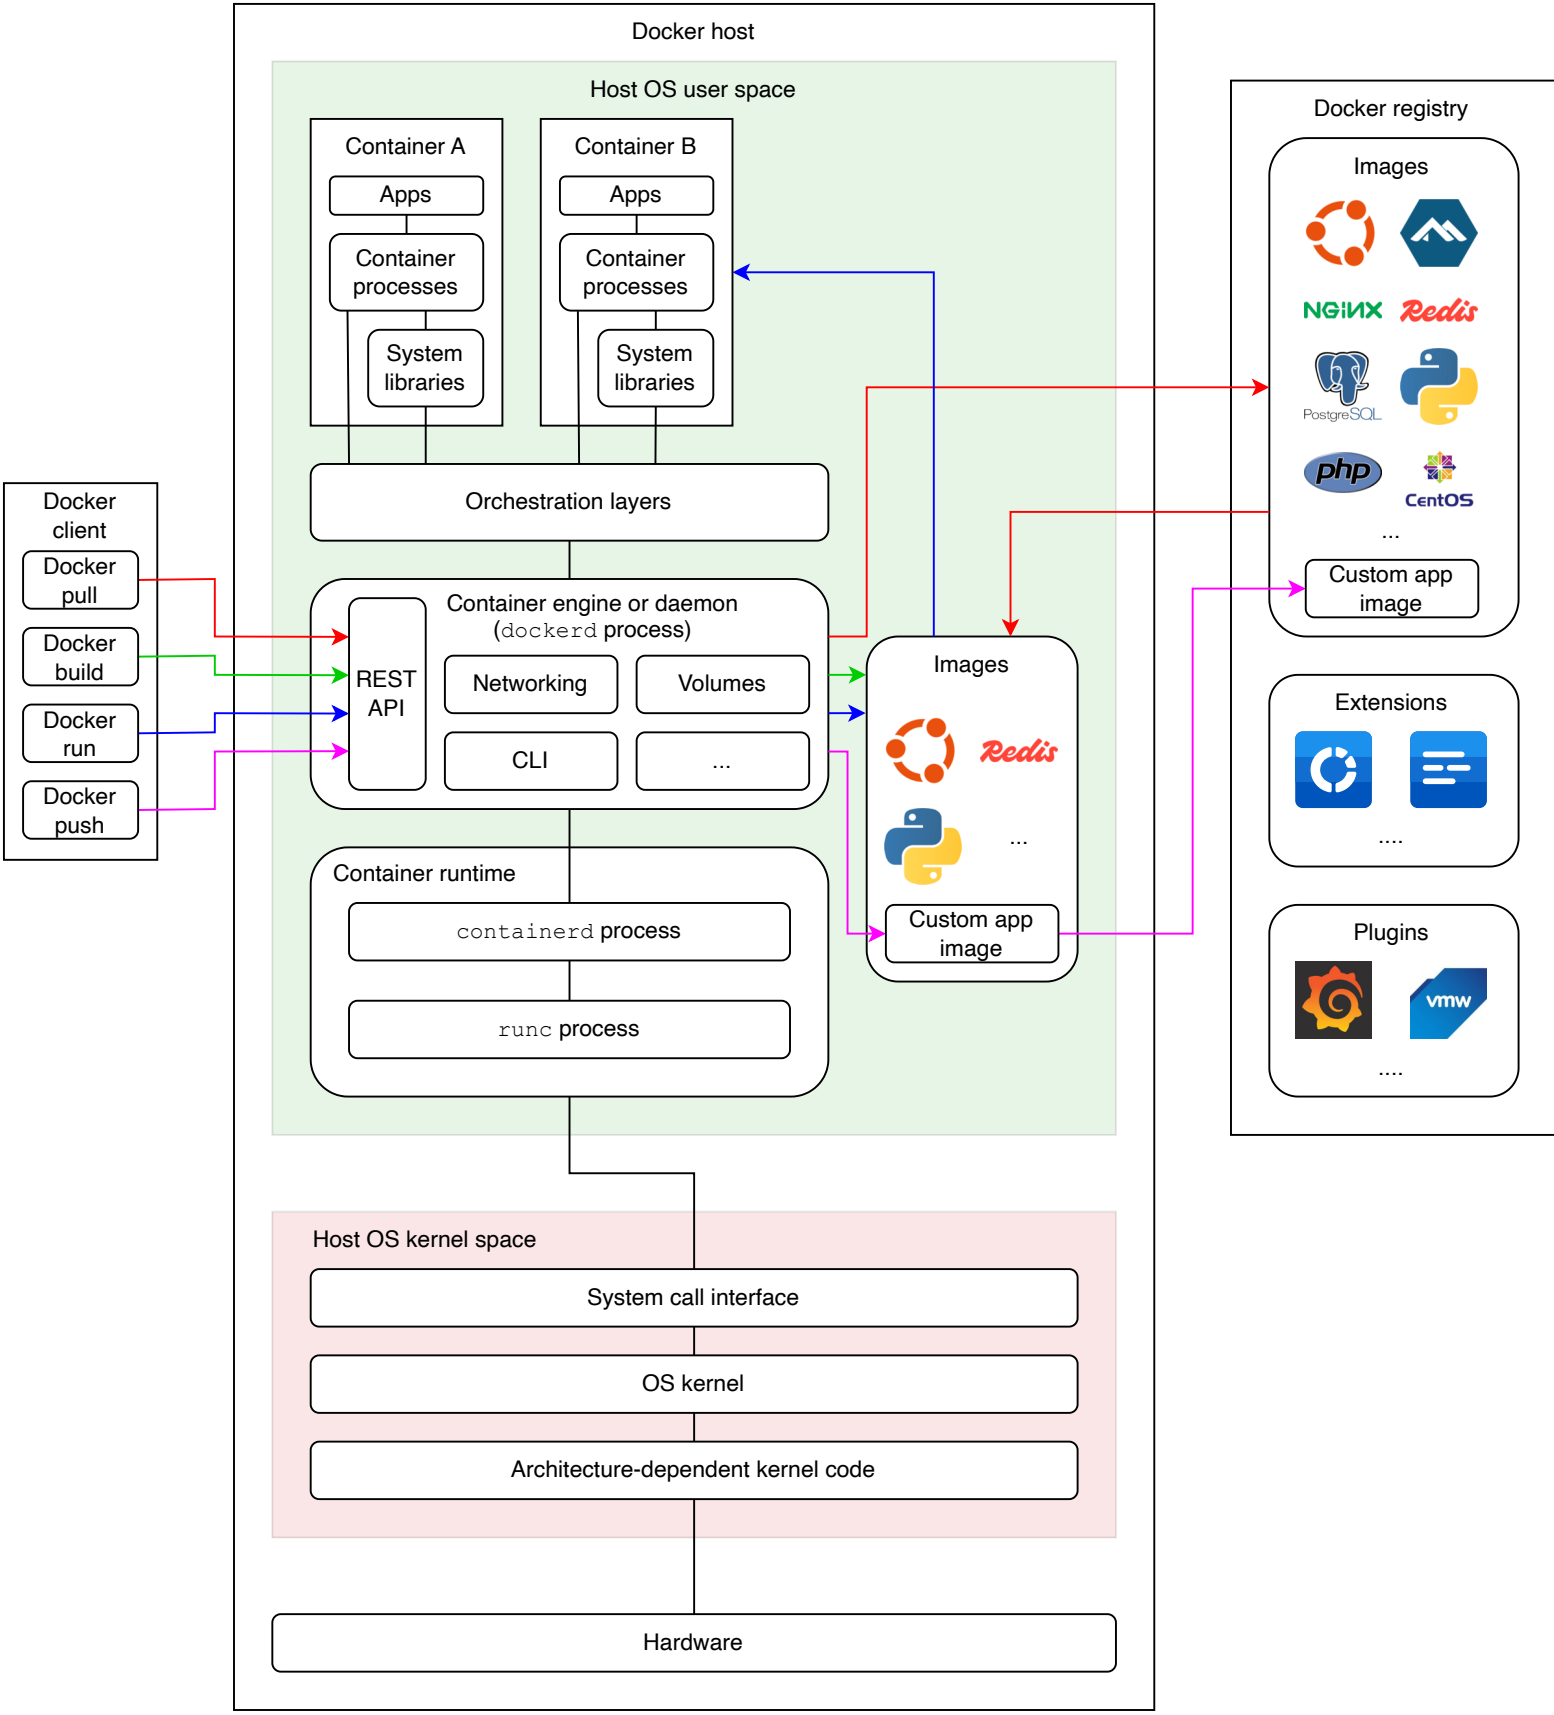 Docker host
Host OS user space
Container A
Apps
Container
processes
System
libraries
Container B
Apps
Container
processes
System
libraries
Orchestration layers
Docker
client
Docker
pull
Docker
build
Docker
run
Docker
push
Container engine or daemon
(dockerd process)
REST
API
Networking
Volumes
CLI
...
Container runtime
containerd process
runc process
Images
Redis
...
Custom app
image
Host OS kernel space
System call interface
OS kernel
Architecture-dependent kernel code
Hardware
Docker registry
Images
NGINX
Redis
PostgreSQL
php
CentOS
...
Custom app
image
Extensions
....
Plugins
vmw
....